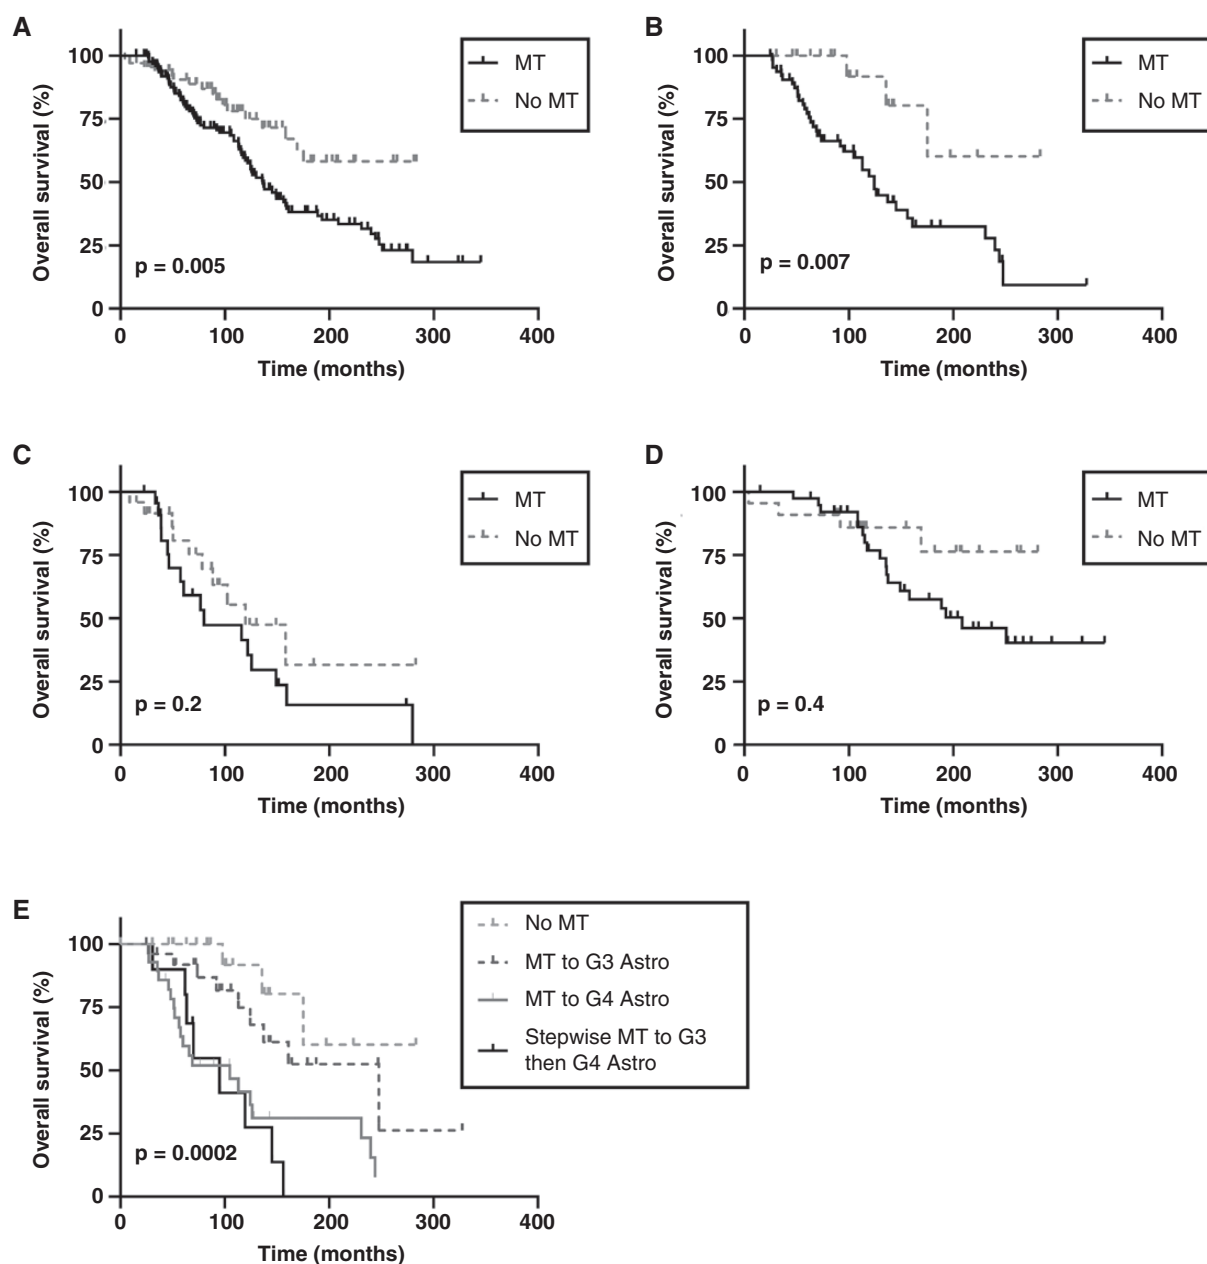 A
Overall survival (%)
100
75
50
25
0
MT
No MT
p = 0.005
0 100 200 300 400
Time (months)
B
Overall survival (%)
100
75
50
25
0
MT
No MT
p = 0.007
0 100 200 300 400
Time (months)
C
Overall survival (%)
100
75
50
25
0
MT
No MT
p = 0.2
0 100 200 300 400
Time (months)
D
Overall survival (%)
100
75
50
25
0
MT
No MT
p = 0.4
0 100 200 300 400
Time (months)
E
Overall survival (%)
100
75
50
25
0
No MT
MT to G3 Astro
MT to G4 Astro
Stepwise MT to G3
then G4 Astro
p = 0.0002
0 100 200 300 400
Time (months)